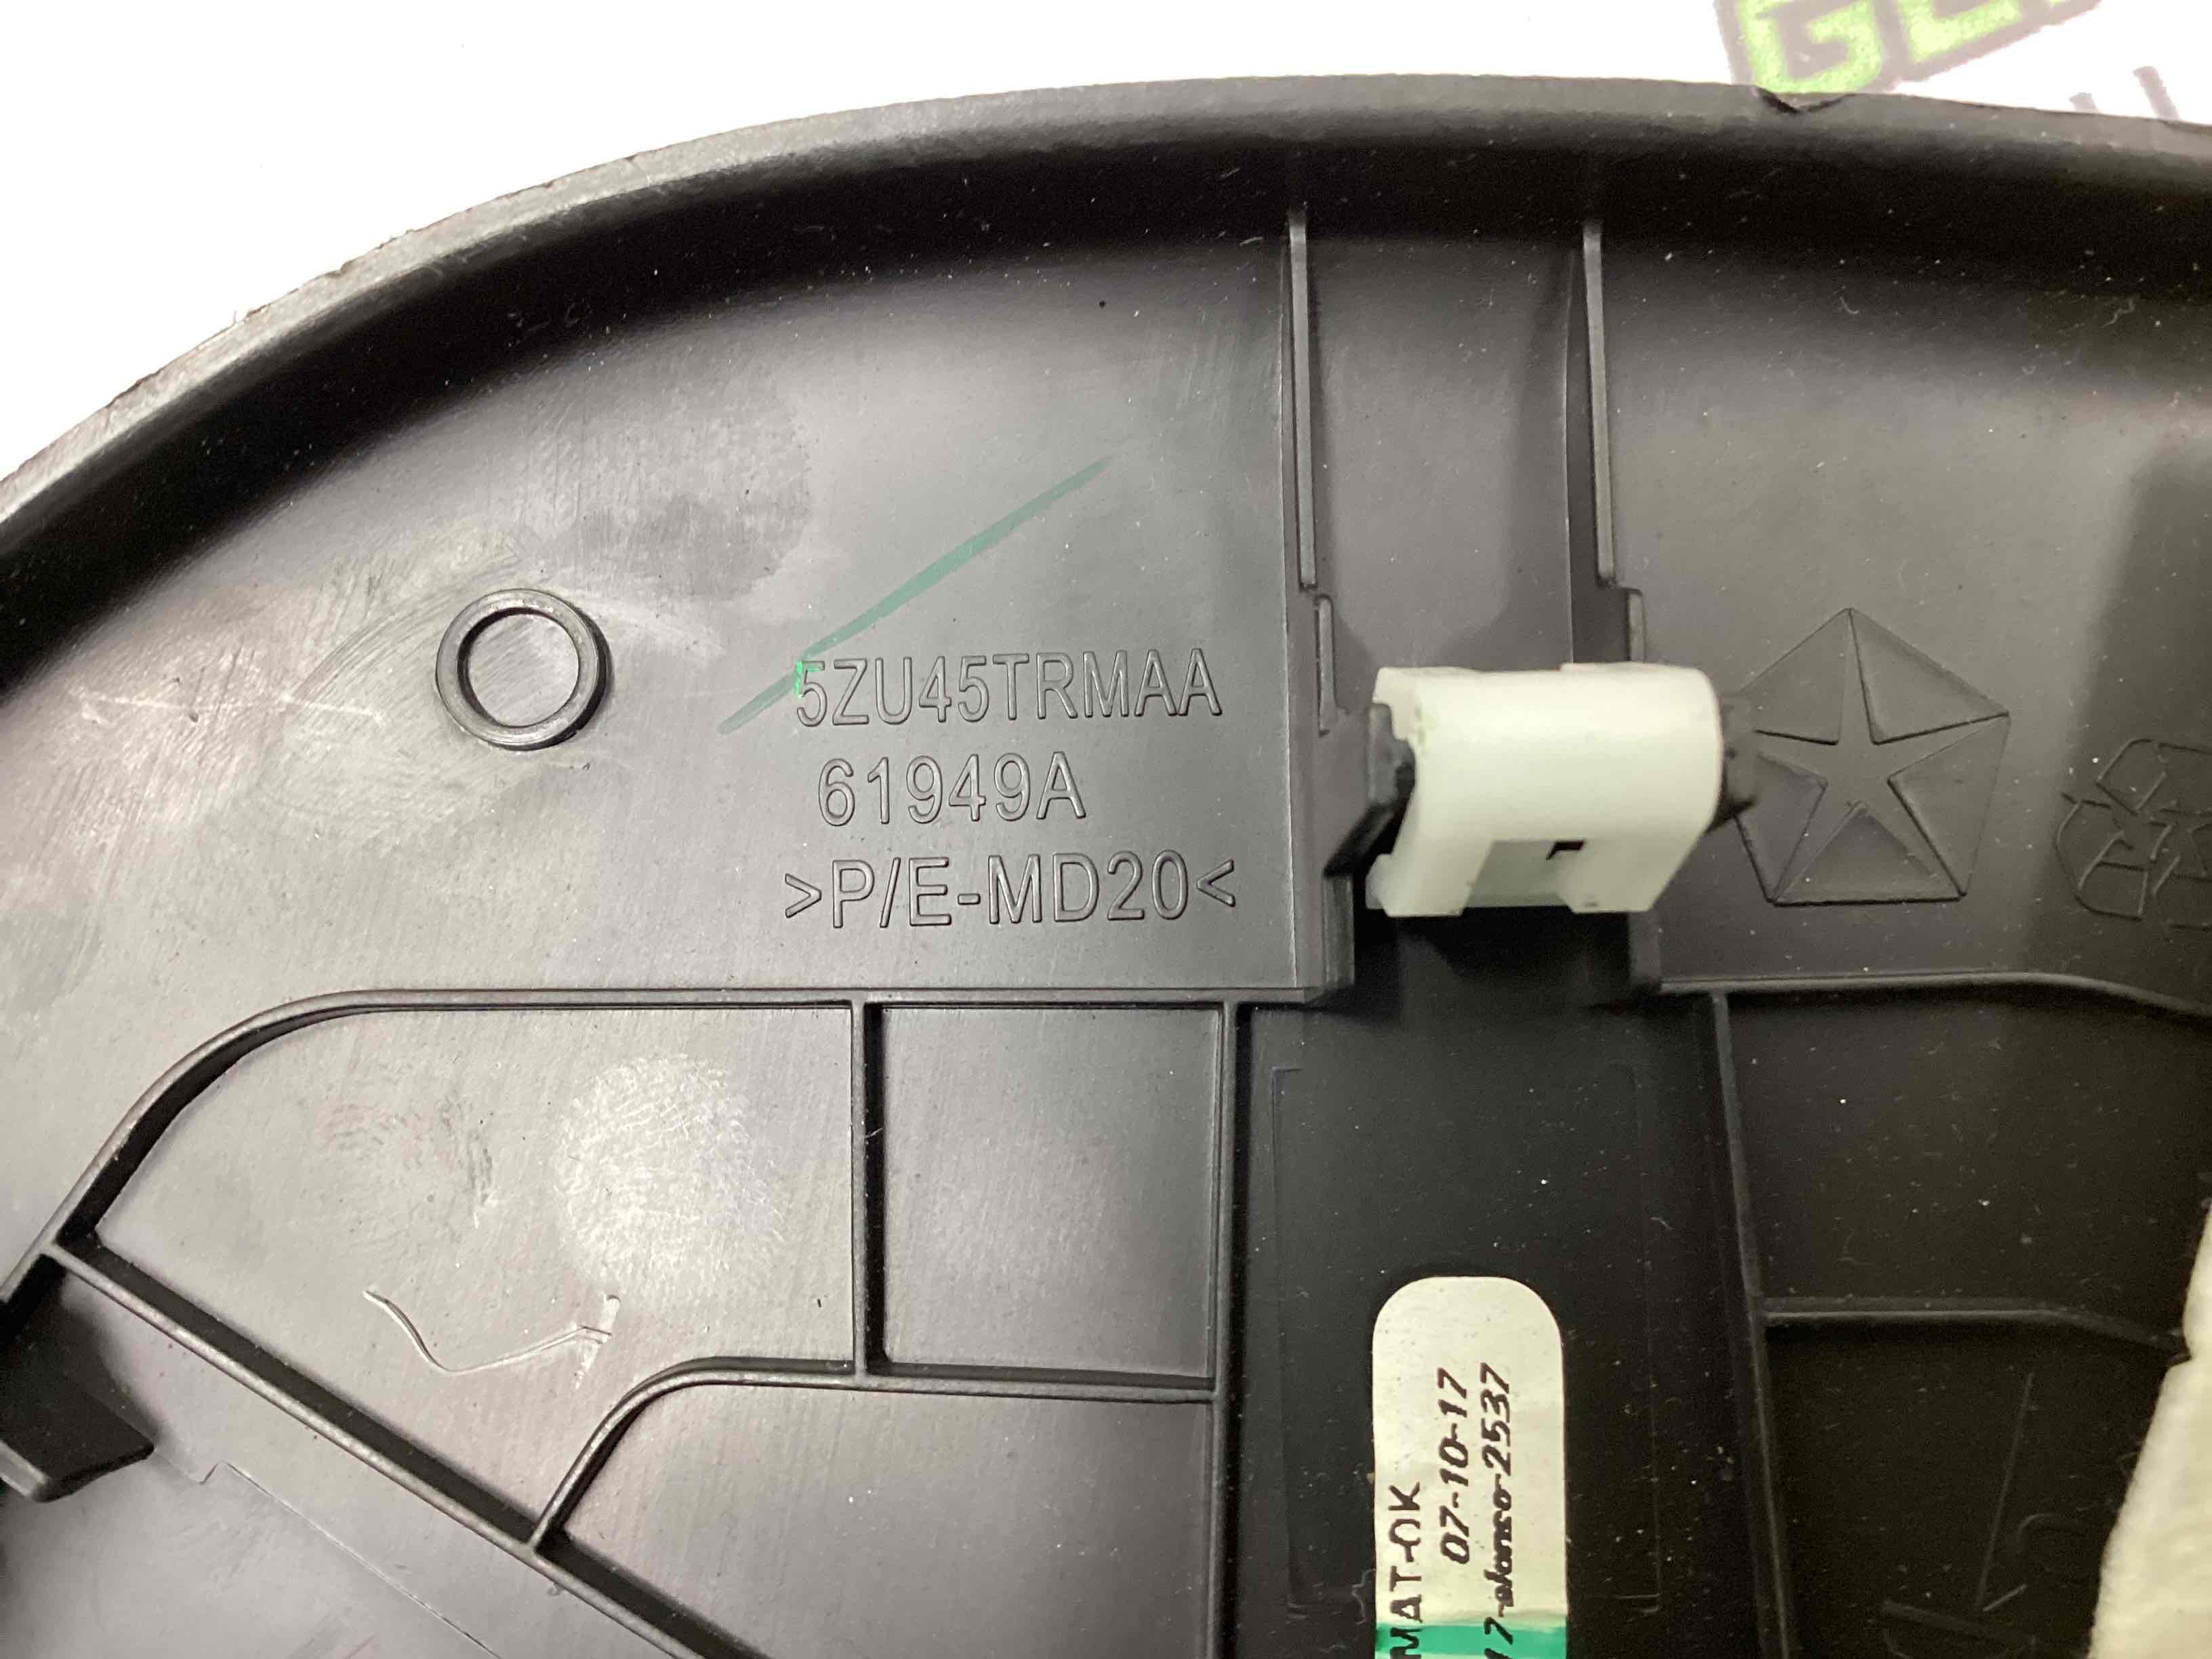 5ZU45TRMAA
61949A
>P/E-MD20<
MAT-OK
07-10-17